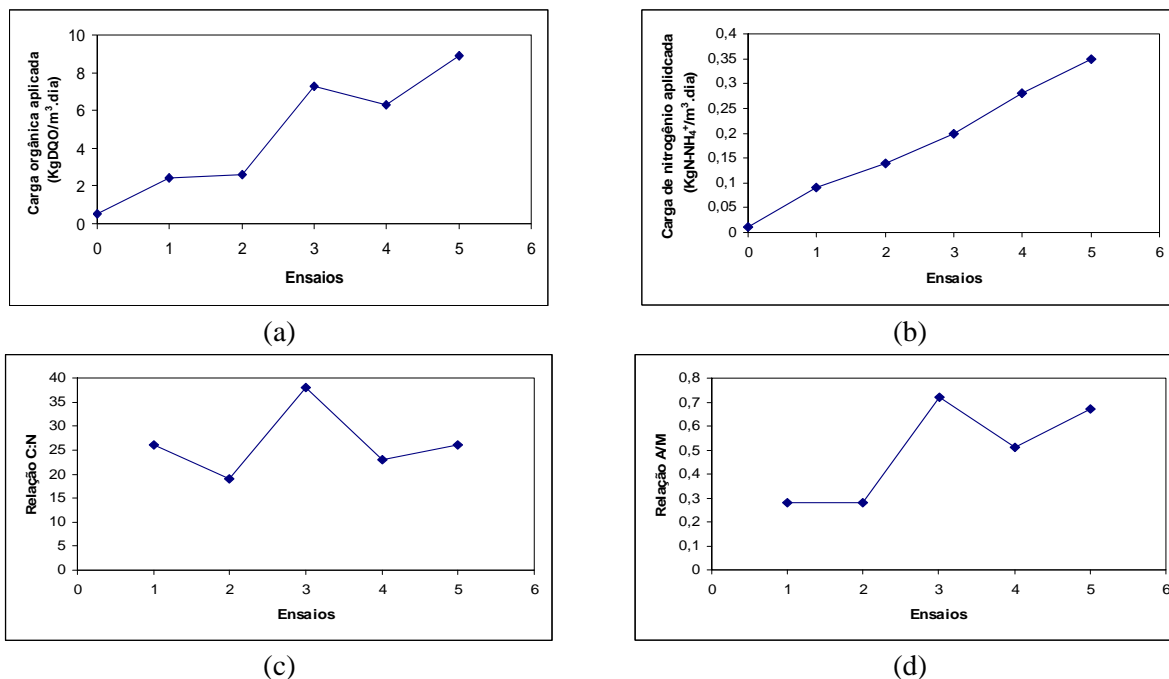 Carga orgânica aplicada
(KgDQO/m³.dia)
10
8
6
4
2
0
0 1 2 3 4 5 6
Ensaios
(a)
Carga de nitrogênio aplidcada
(KgN-NH₄⁺/m³.dia)
0,4
0,35
0,3
0,25
0,2
0,15
0,1
0,05
0
0 1 2 3 4 5 6
Ensaios
(b)
Relação C:N
40
35
30
25
20
15
10
5
0
0 1 2 3 4 5 6
Ensaios
(c)
Relação A/M
0,8
0,7
0,6
0,5
0,4
0,3
0,2
0,1
0
0 1 2 3 4 5 6
Ensaios
(d)